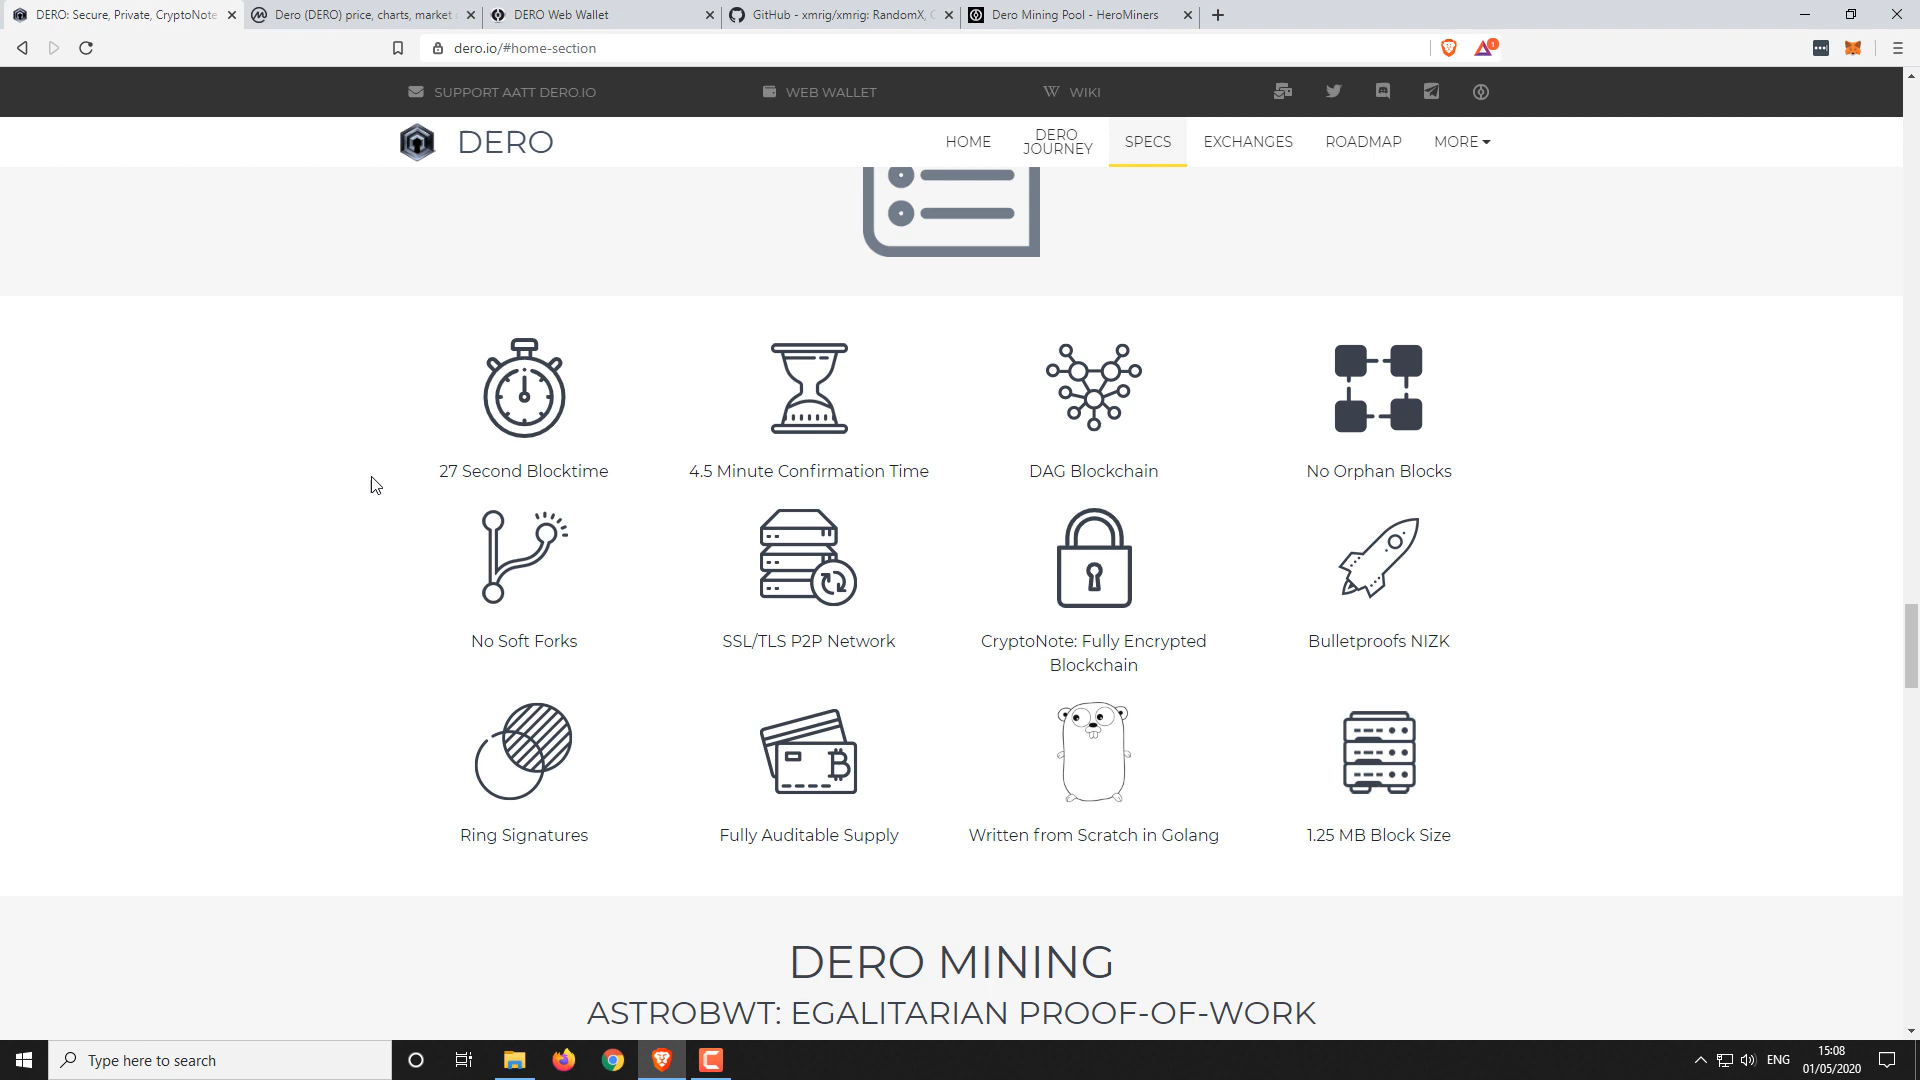 DERO: Secure, Private, CryptoNote
Dero (DERO) price, charts, market
DERO Web Wallet
GitHub - xmrig/xmrig: RandomX,
Dero Mining Pool - HeroMiners
dero.io/#home-section
1
SUPPORT AATT DERO.IO
WEB WALLET
WIKI
DERO
HOME
DERO JOURNEY
SPECS
EXCHANGES
ROADMAP
MORE
27 Second Blocktime
4.5 Minute Confirmation Time
DAG Blockchain
No Orphan Blocks
No Soft Forks
SSL/TLS P2P Network
CryptoNote: Fully Encrypted
Blockchain
Bulletproofs NIZK
Ring Signatures
Fully Auditable Supply
Written from Scratch in Golang
1.25 MB Block Size
DERO MINING
ASTROBWT: EGALITARIAN PROOF-OF-WORK
Type here to search
ENG
15:08
01/05/2020